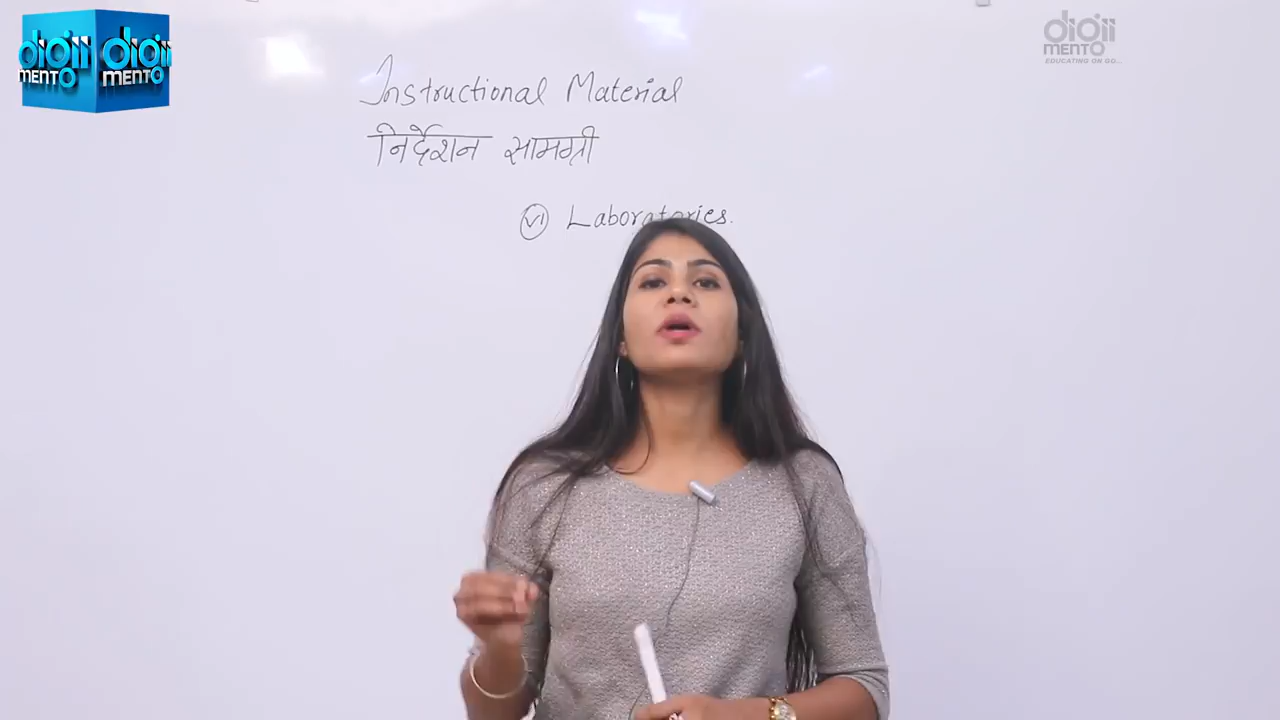 digii digii
MENTO MENTO
digii
MENTO
EDUCATING ON GO...
Instructional Material
निर्देशन सामग्री
VI Laboratories.